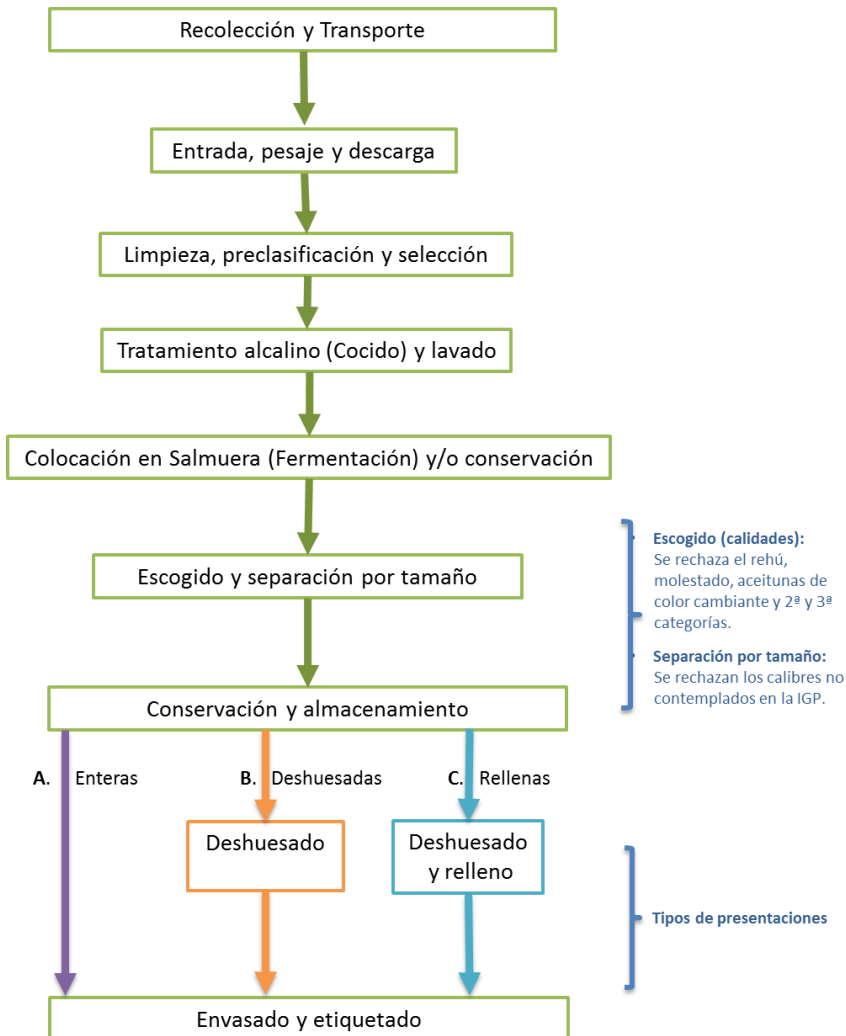 Recolección y Transporte
Entrada, pesaje y descarga
Limpieza, preclasificación y selección
Tratamiento alcalino (Cocido) y lavado
Colocación en Salmuera (Fermentación) y/o conservación
Escogido y separación por tamaño
• Escogido (calidades):
Se rechaza el rehú,
molestado, aceitunas de
color cambiante y 2ª y 3ª
categorías.
• Separación por tamaño:
Se rechazan los calibres no
contemplados en la IGP.
Conservación y almacenamiento
A. Enteras
B. Deshuesadas
C. Rellenas
Deshuesado
Deshuesado
y relleno
Tipos de presentaciones
Envasado y etiquetado